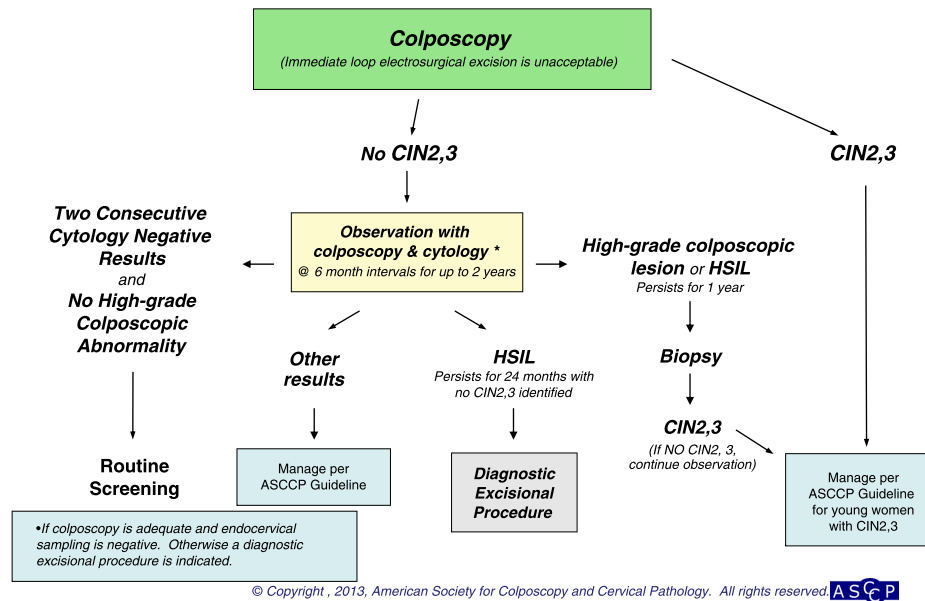 Colposcopy
(Immediate loop electrosurgical excision is unacceptable)
No CIN2,3
CIN2,3
Two Consecutive
Cytology Negative
Results
and
No High-grade
Colposcopic
Abnormality
Observation with
colposcopy & cytology *
@ 6 month intervals for up to 2 years
High-grade colposcopic
lesion or HSIL
Persists for 1 year
Other
results
HSIL
Persists for 24 months with
no CIN2,3 identified
Biopsy
CIN2,3
(If NO CIN2, 3,
continue observation)
Routine
Screening
Manage per
ASCCP Guideline
Diagnostic
Excisional
Procedure
Manage per
ASCCP Guideline
for young women
with CIN2,3
•If colposcopy is adequate and endocervical
sampling is negative. Otherwise a diagnostic
excisional procedure is indicated.
© Copyright , 2013, American Society for Colposcopy and Cervical Pathology. All rights reserved.
ASCCP